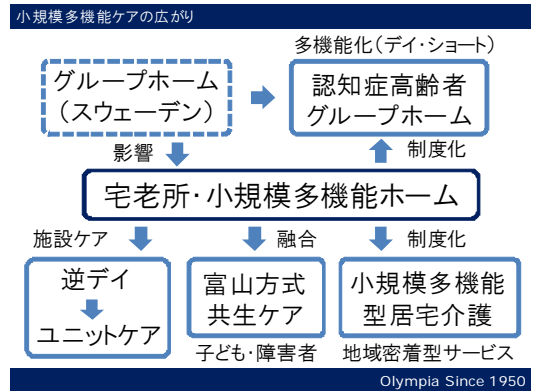 小規模多機能ケアの広がり
多機能化(デイ・ショート)
グループホーム
(スウェーデン)
認知症高齢者
グループホーム
影響
制度化
宅老所・小規模多機能ホーム
施設ケア
融合
制度化
逆デイ
ユニットケア
富山方式
共生ケア
小規模多機能
型居宅介護
子ども・障害者
地域密着型サービス
Olympia Since 1950